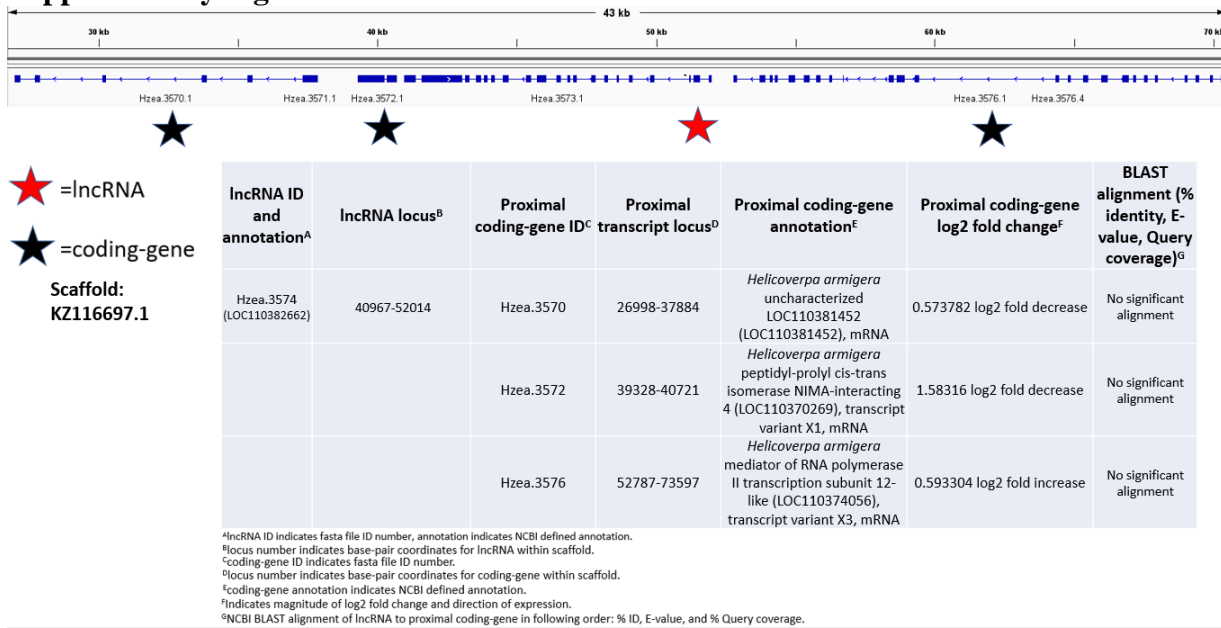 43 kb
30 kb 40 kb 50 kb 60 kb 70 kb
Hzea.3570.1 Hzea.3571.1 Hzea.3572.1 Hzea.3573.1 Hzea.3576.1 Hzea.3576.4
=lncRNA
=coding-gene
Scaffold:
KZ116697.1
lncRNA ID
and
annotationᴬ
lncRNA locusᴮ
Proximal
coding-gene IDᶜ
Proximal
transcript locusᴰ
Proximal coding-gene
annotationᴱ
Proximal coding-gene
log2 fold changeF
BLAST
alignment (%
identity, E-
value, Query
coverage)ᴳ
Hzea.3574
(LOC110382662)
40967-52014
Hzea.3570
26998-37884
Helicoverpa armigera
uncharacterized
LOC110381452
(LOC110381452), mRNA
0.573782 log2 fold decrease
No significant
alignment
Hzea.3572
39328-40721
Helicoverpa armigera
peptidyl-prolyl cis-trans
isomerase NIMA-interacting
4 (LOC110370269), transcript
variant X1, mRNA
1.58316 log2 fold decrease
No significant
alignment
Hzea.3576
52787-73597
Helicoverpa armigera
mediator of RNA polymerase
II transcription subunit 12-
like (LOC110374056),
transcript variant X3, mRNA
0.593304 log2 fold increase
No significant
alignment
ᴬlncRNA ID indicates fasta file ID number, annotation indicates NCBI defined annotation.
ᴮlocus number indicates base-pair coordinates for lncRNA within scaffold.
ᶜcoding-gene ID indicates fasta file ID number.
ᴰlocus number indicates base-pair coordinates for coding-gene within scaffold.
ᴱcoding-gene annotation indicates NCBI defined annotation.
FIndicates magnitude of log2 fold change and direction of expression.
ᴳNCBI BLAST alignment of lncRNA to proximal coding-gene in following order: % ID, E-value, and % Query coverage.